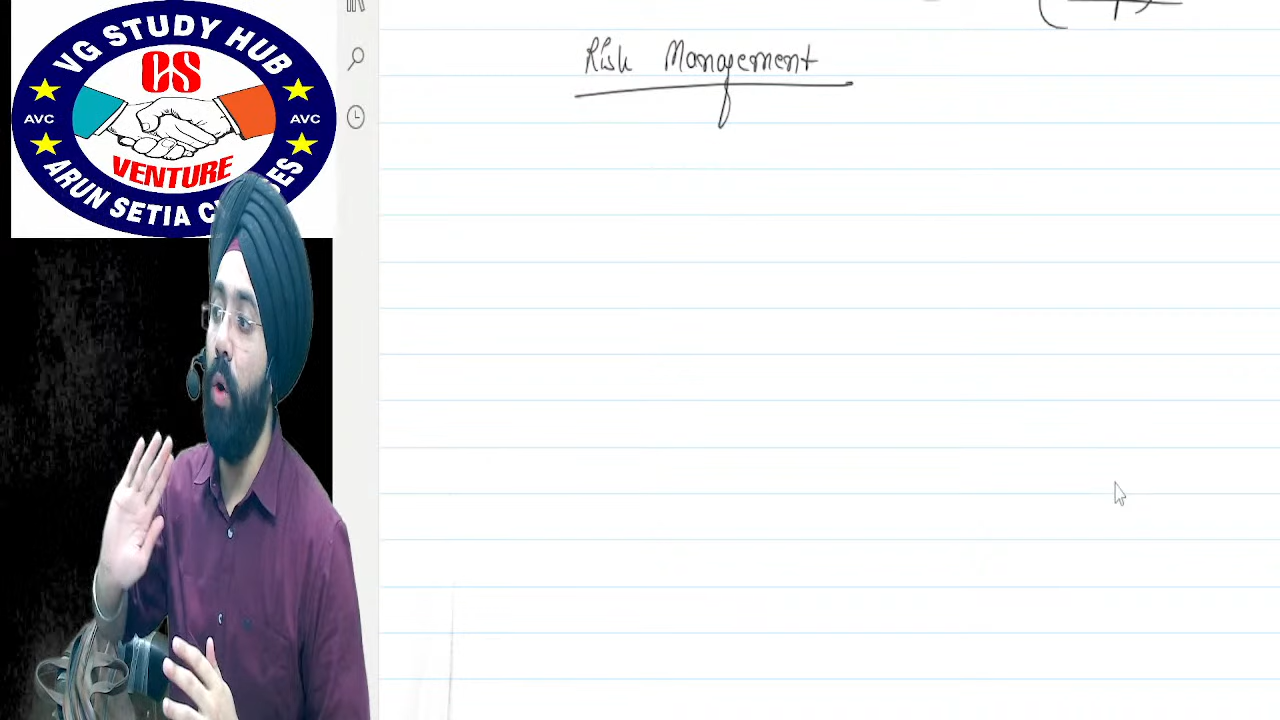 VG STUDY HUB
CS
AVC
AVC
VENTURE
ARUN SETIA
Risk Management